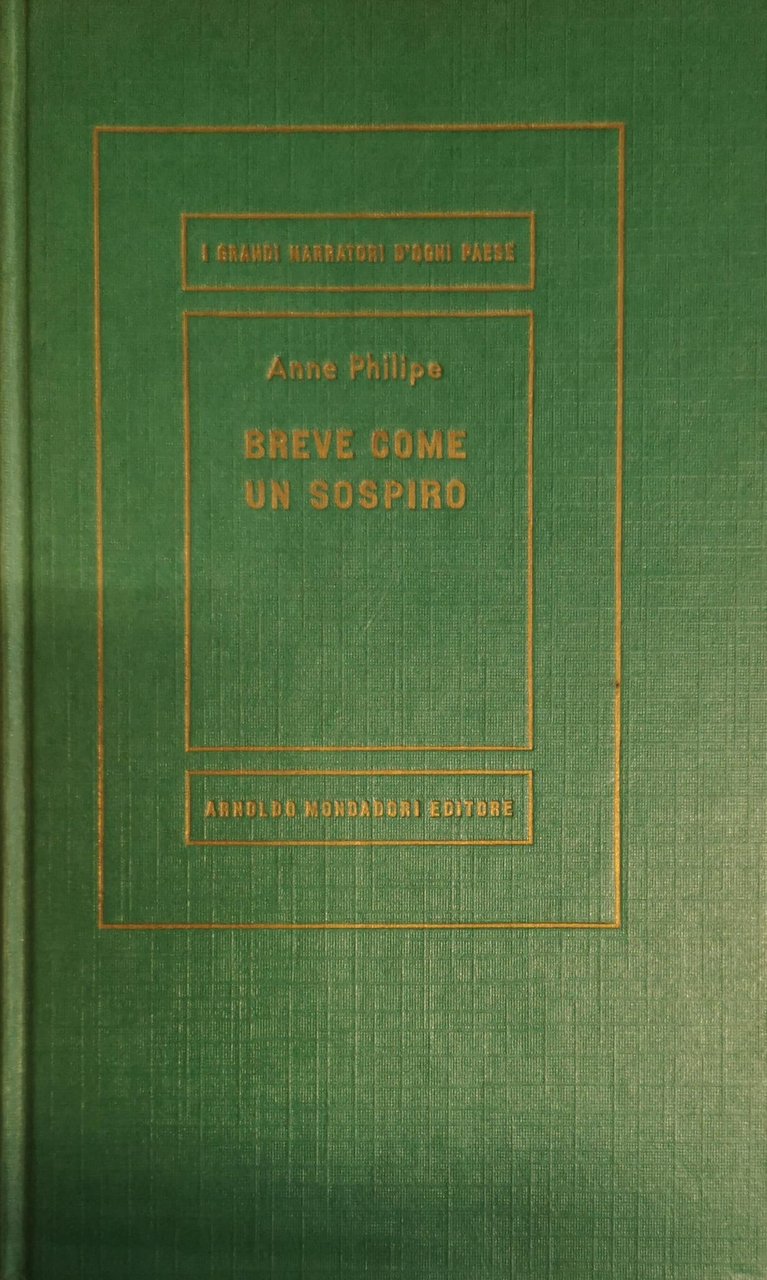 I GRANDI NARRATORI D'OGNI PAESE
Anne Philipe
BREVE COME
UN SOSPIRO
ARNOLDO MONDADORI EDITORE